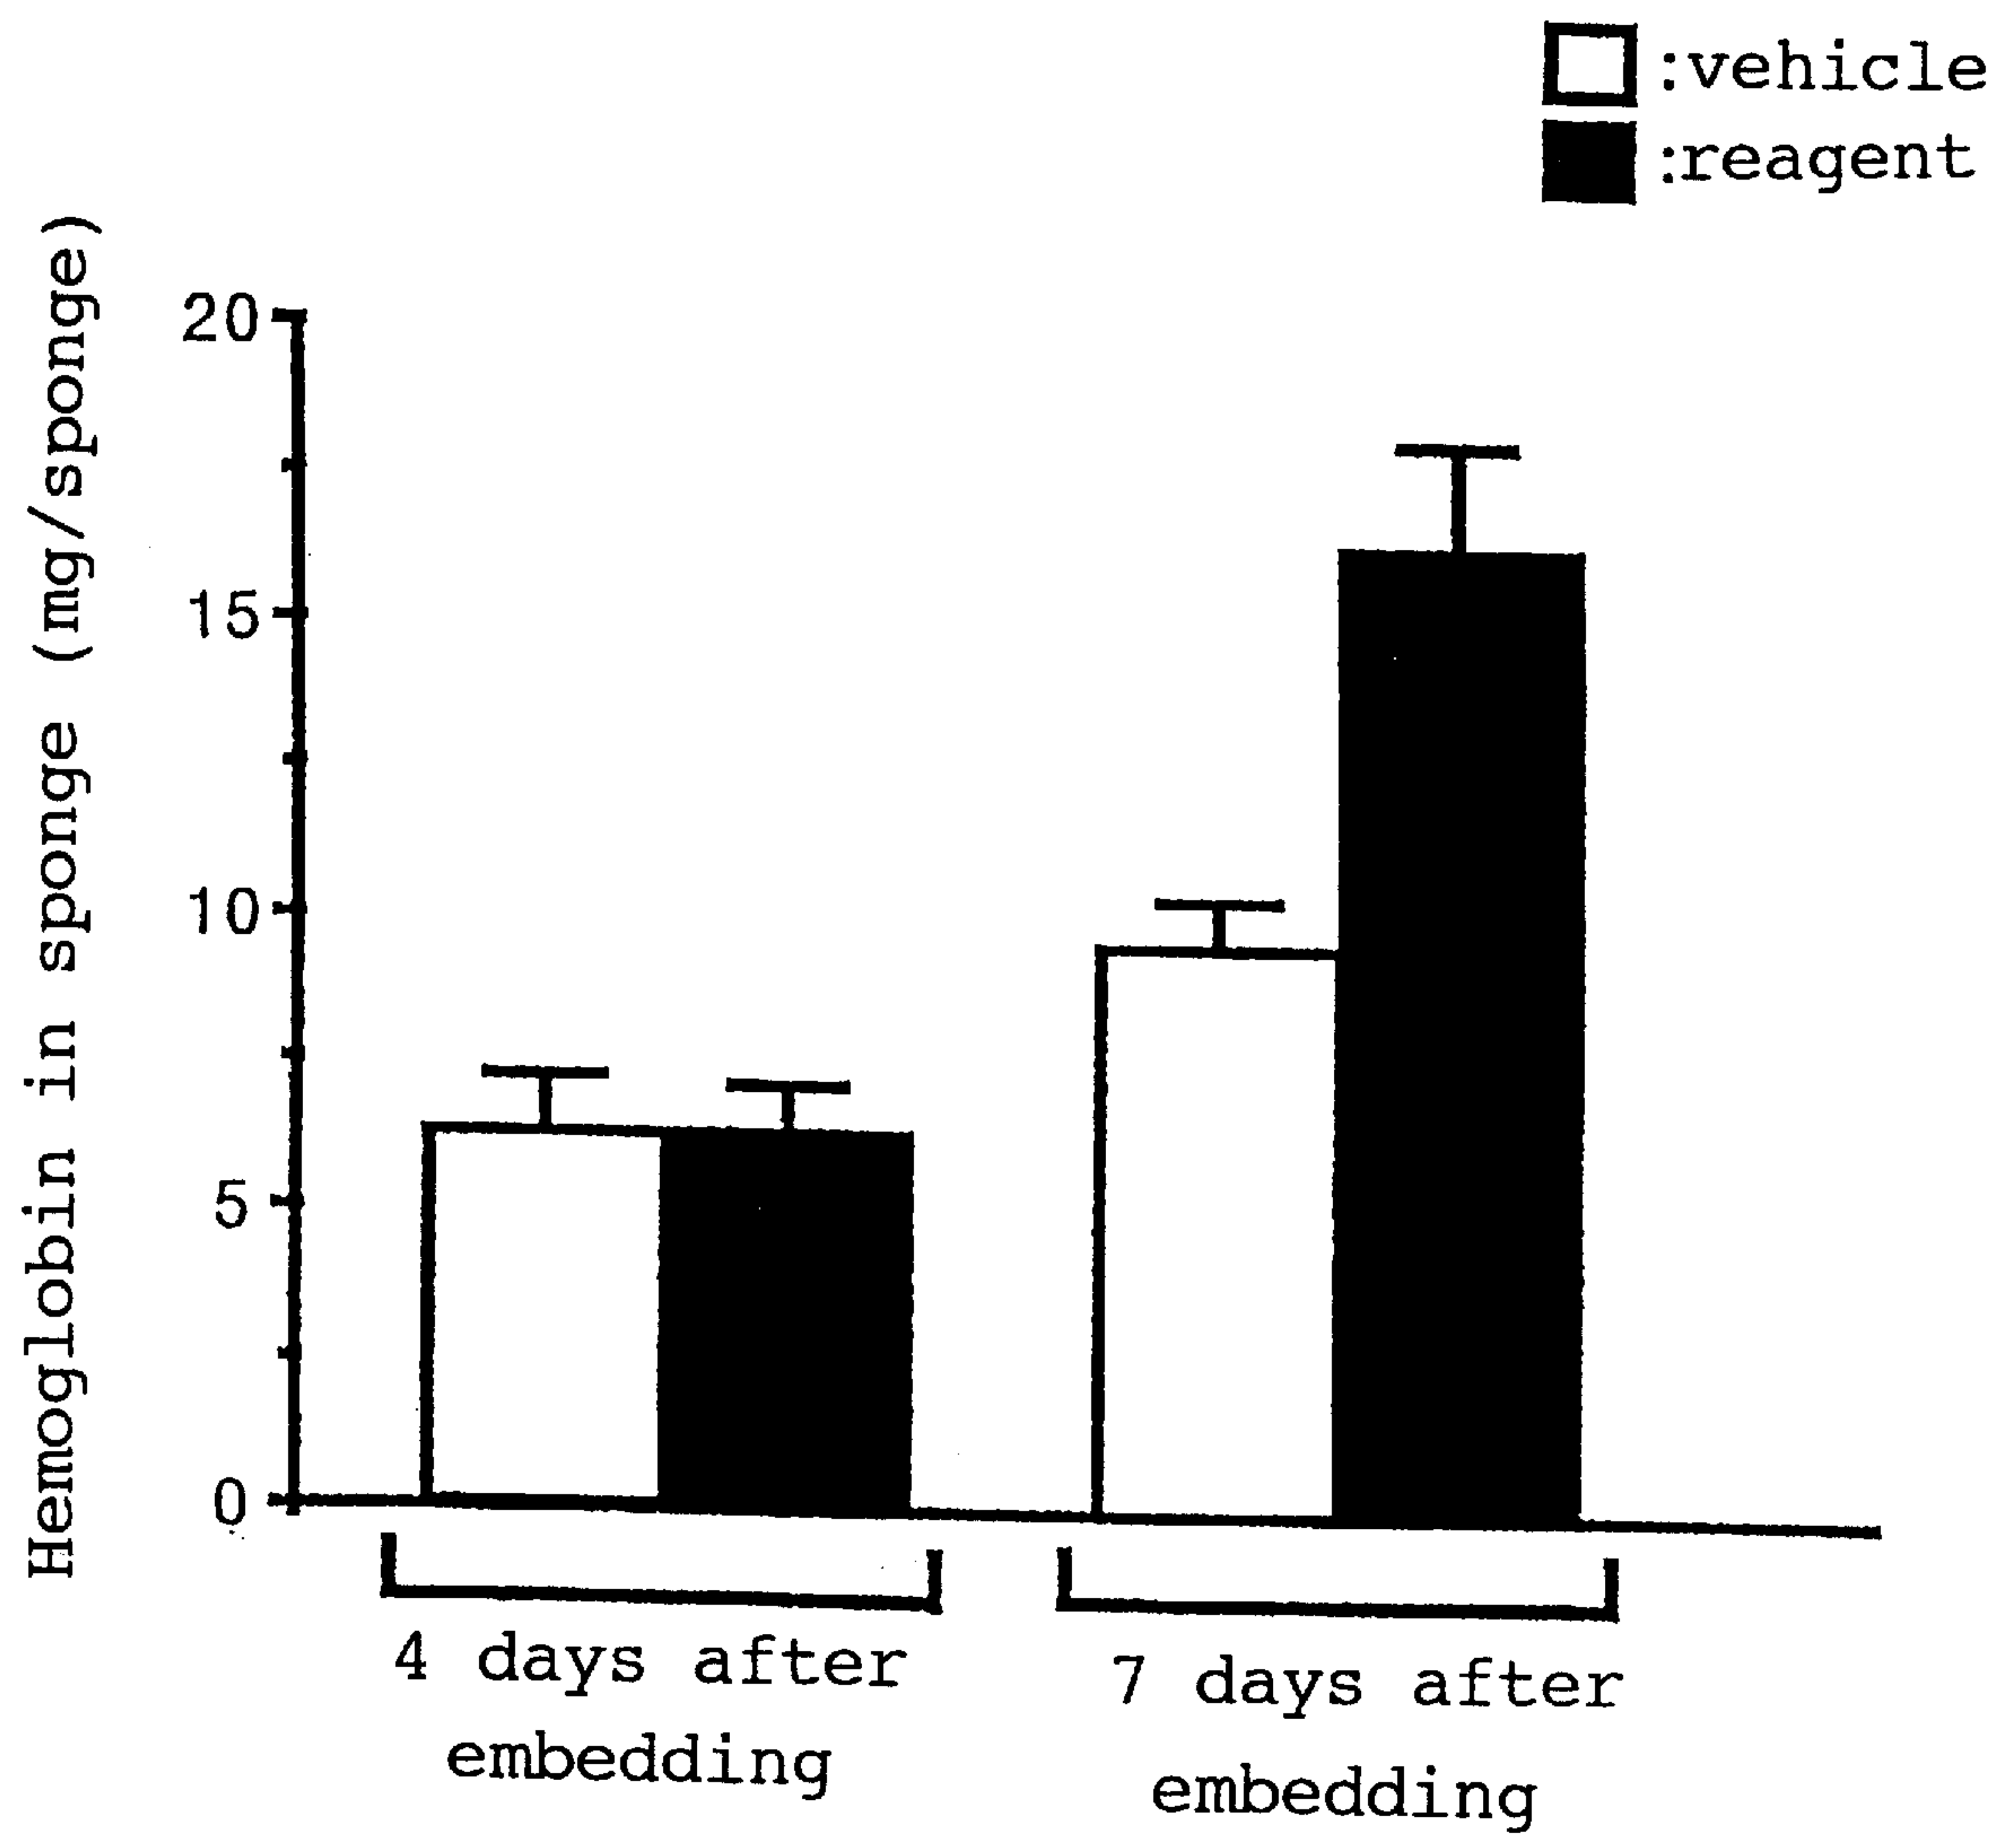 :vehicle
:reagent
Hemoglobin in sponge (mg/sponge)
20
15
10
5
0
4 days after
embedding
7 days after
embedding